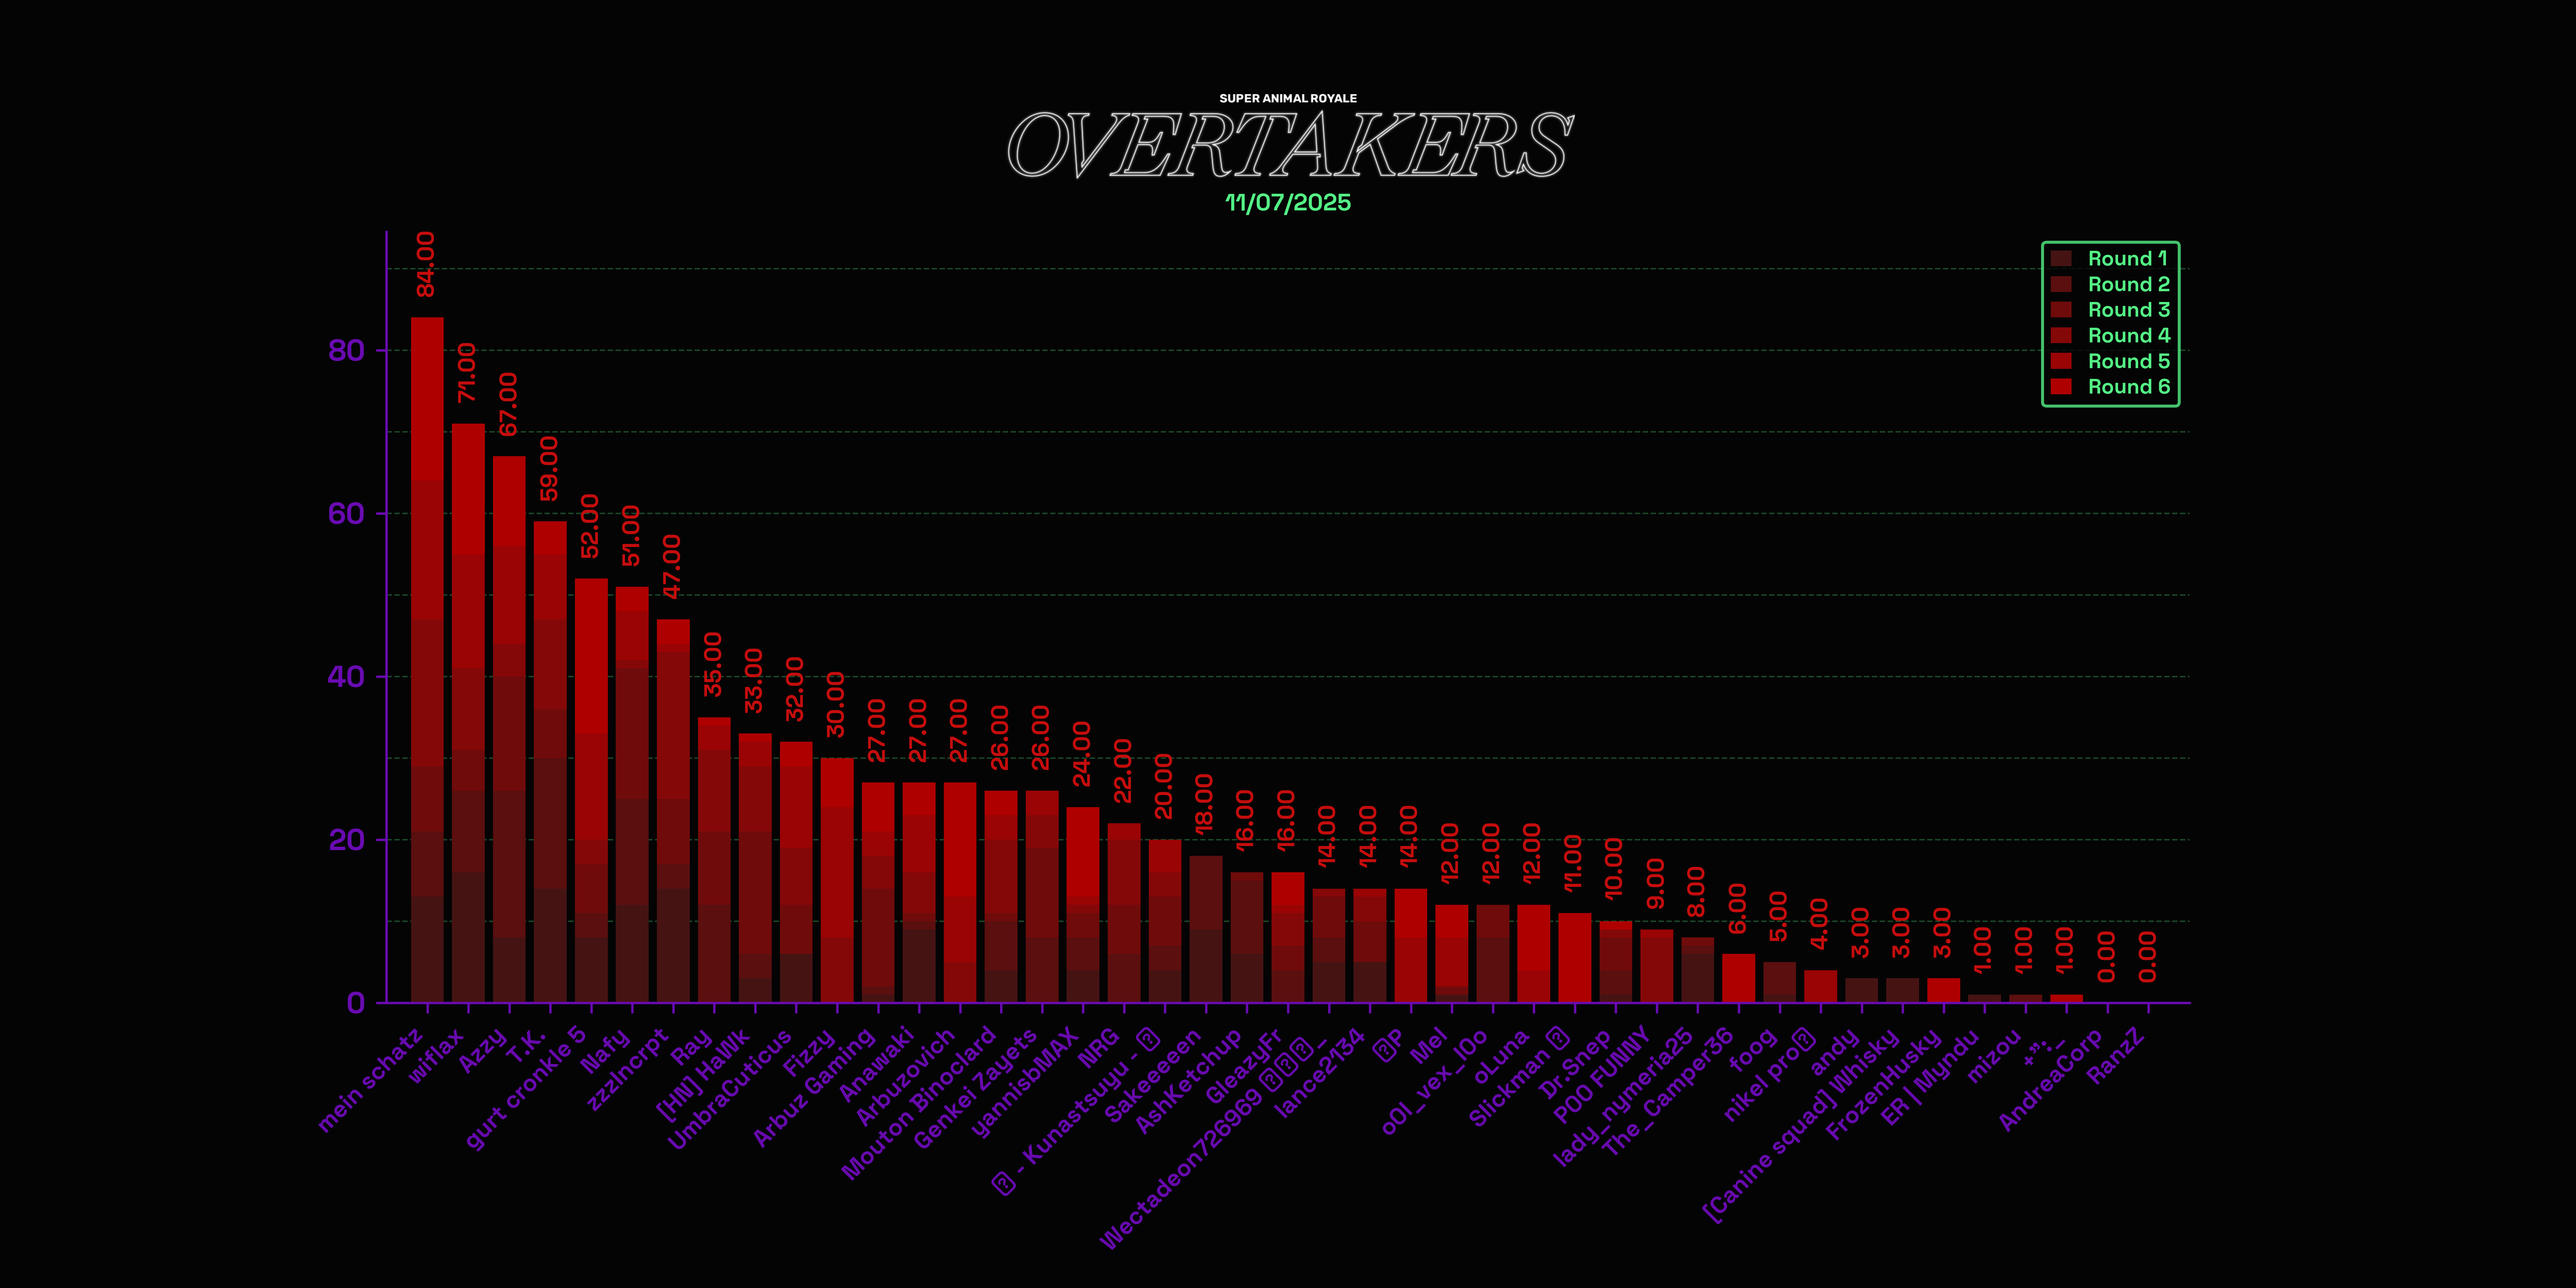 SUPER ANIMAL ROYALE
OVERTAKERS
11/07/2025
Round 1
Round 2
Round 3
Round 4
Round 5
Round 6
80
60
40
20
0
84.00
71.00
67.00
59.00
52.00
51.00
47.00
35.00
33.00
32.00
30.00
27.00
27.00
27.00
26.00
26.00
24.00
22.00
20.00
18.00
16.00
16.00
14.00
14.00
14.00
12.00
12.00
12.00
11.00
10.00
9.00
8.00
6.00
5.00
4.00
3.00
3.00
3.00
1.00
1.00
1.00
0.00
0.00
mein schatz
wiflax
Azzy
T.K.
gurt cronkle 5
Nafy
zzzIncrpt
Ray
[HN] HaWk
UmbraCuticus
Fizzy
Arbuz Gaming
Anawaki
Arbuzovich
Mouton Binoclard
Genkei Zayets
yannisbMAX
NRG
- Kunastsuyu -
Sakeeeeen
AshKetchup
GleazyFr
Wectadeon726969 _
lance2134
P
Mel
oOl_vex_lOo
oLuna
Slickman
Dr.Snep
POO FUNNY
lady_nymeria25
The_Camper36
foog
nikel pro
andy
[Canine squad] Whisky
FrozenHusky
ER | Myndu
mizou
AndreaCorp
RanzZ